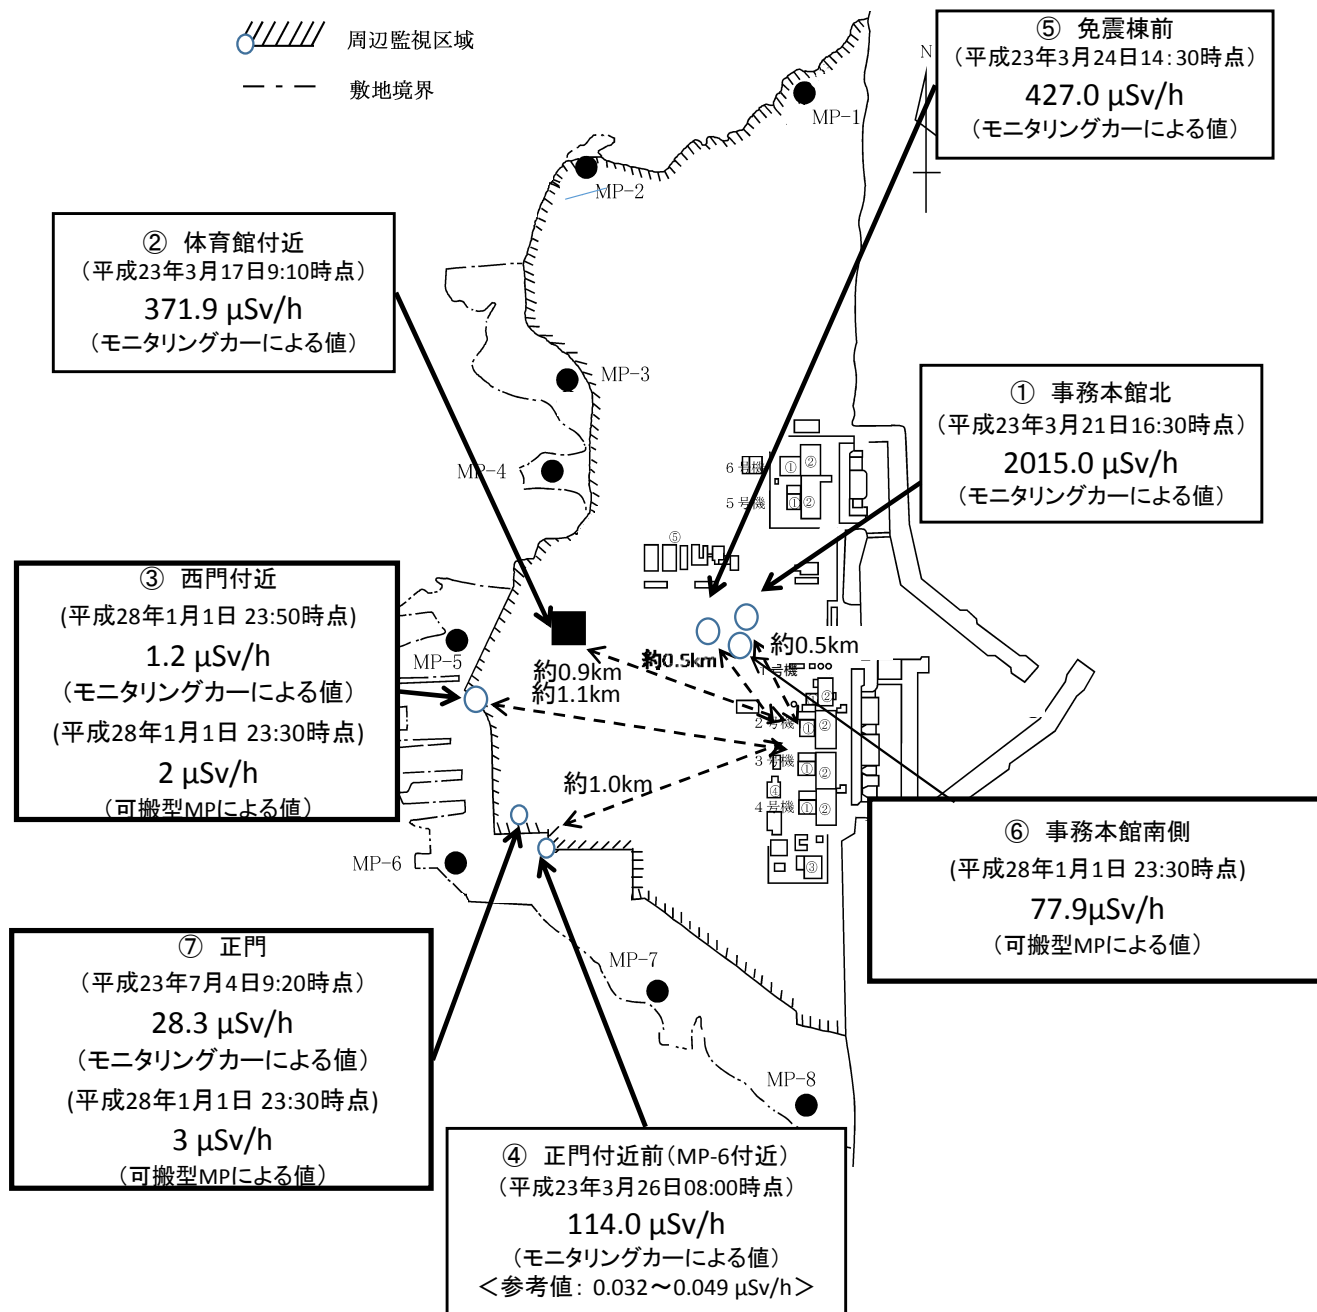 周辺監視区域
敷地境界
⑤ 免震棟前
(平成23年3月24日14:30時点)
427.0 μSv/h
(モニタリングカーによる値)
N
MP-1
MP-2
② 体育館付近
(平成23年3月17日9:10時点)
371.9 μSv/h
(モニタリングカーによる値)
MP-3
① 事務本館北
(平成23年3月21日16:30時点)
2015.0 μSv/h
(モニタリングカーによる値)
MP-4
6号機
①
②
5号機
①
②
⑤
③ 西門付近
(平成28年1月1日 23:50時点)
1.2 μSv/h
(モニタリングカーによる値)
(平成28年1月1日 23:30時点)
2 μSv/h
(可搬型MPによる値)
MP-5
約0.9km
約1.1km
約0.5km
約0.5km
1号機
②
2号機
①
②
3号機
①
②
約1.0km
④
4号機
①
②
③
⑥ 事務本館南側
(平成28年1月1日 23:30時点)
77.9μSv/h
(可搬型MPによる値)
MP-6
⑦ 正門
(平成23年7月4日9:20時点)
28.3 μSv/h
(モニタリングカーによる値)
(平成28年1月1日 23:30時点)
3 μSv/h
(可搬型MPによる値)
MP-7
MP-8
④ 正門付近前(MP-6付近)
(平成23年3月26日08:00時点)
114.0 μSv/h
(モニタリングカーによる値)
<参考値: 0.032~0.049 μSv/h>